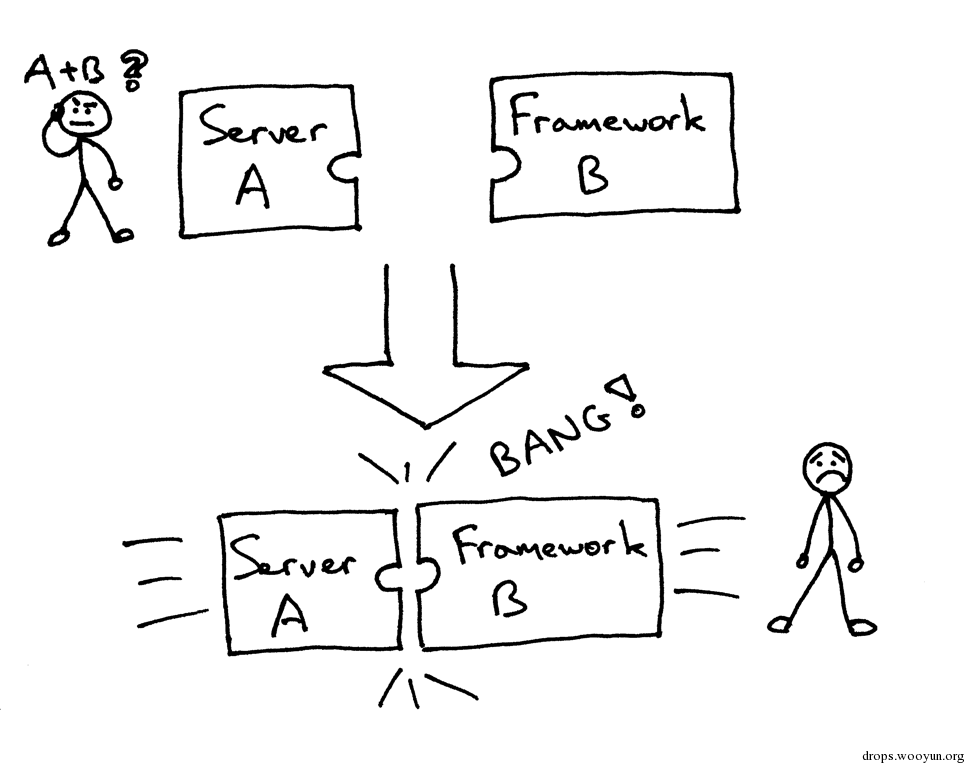 A+B ?
Server
A
Framework
B
BANG!
Server
A
Framework
B
drops.wooyun.org